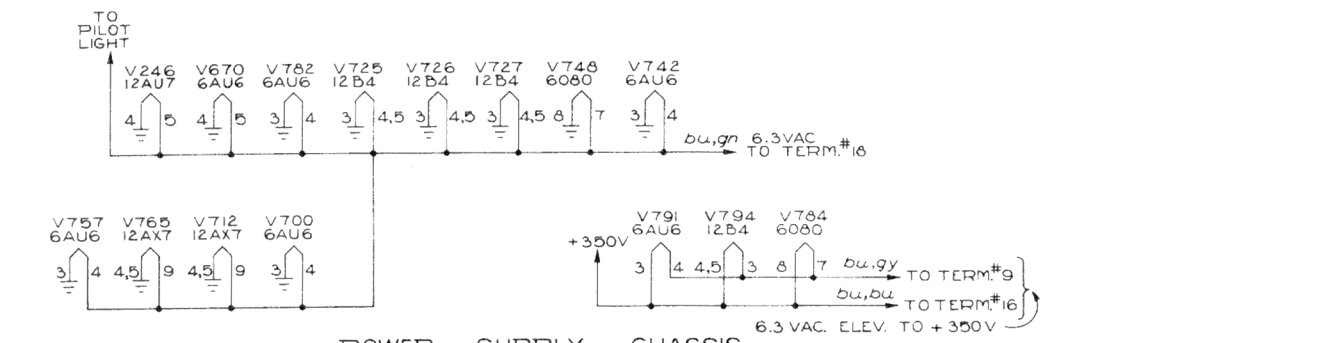 TO
PILOT
LIGHT
V246 V670 V782 V725 V726 V727 V748 V742
12AU7 6AU6 6AU6 12B4 12B4 12B4 6080 6AU6
4 5 4 5 3 4 3 4,5 3 4,5 3 4,5 8 7 3 4
bu,gn 6.3VAC
TO TERM.#18
V757 V765 V712 V700
6AU6 12AX7 12AX7 6AU6
3 4 4,5 9 4,5 9 3 4
V791 V794 V784
6AU6 12B4 6080
+350V
3 4 4,5 3 8 7 bu,gy TO TERM.#9
bu,bu TO TERM.#16
6.3 VAC. ELEV. TO +350V
POWER SUPPLY CHASSIS